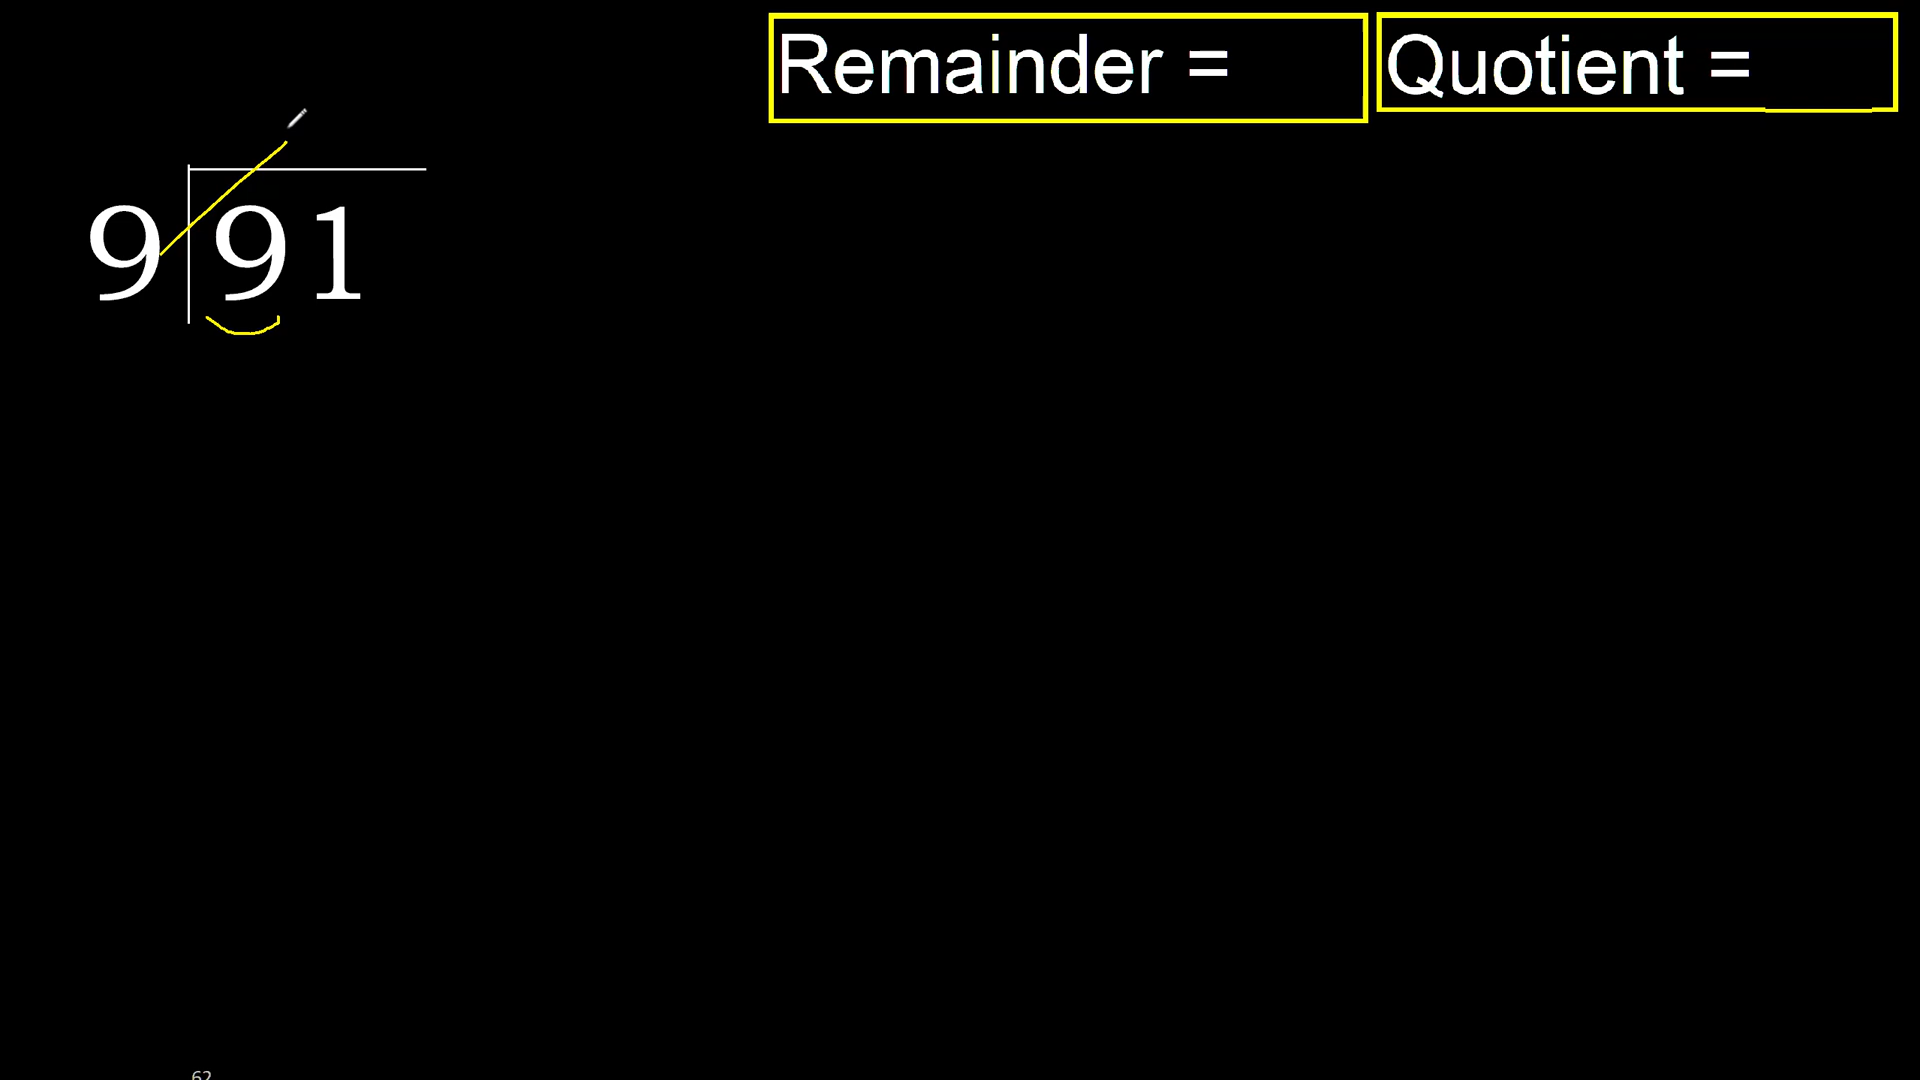 Remainder = Quotient =
9 91
62